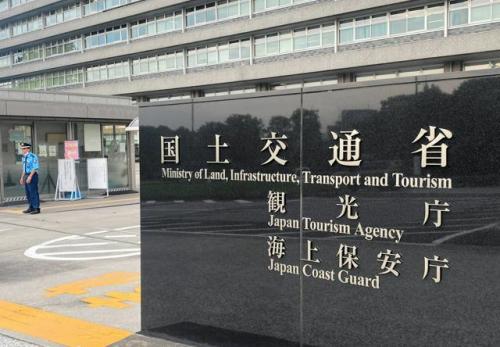 国土交通省
Ministry of Land, Infrastructure, Transport and Tourism
観光庁
Japan Tourism Agency
海上保安庁
Japan Coast Guard